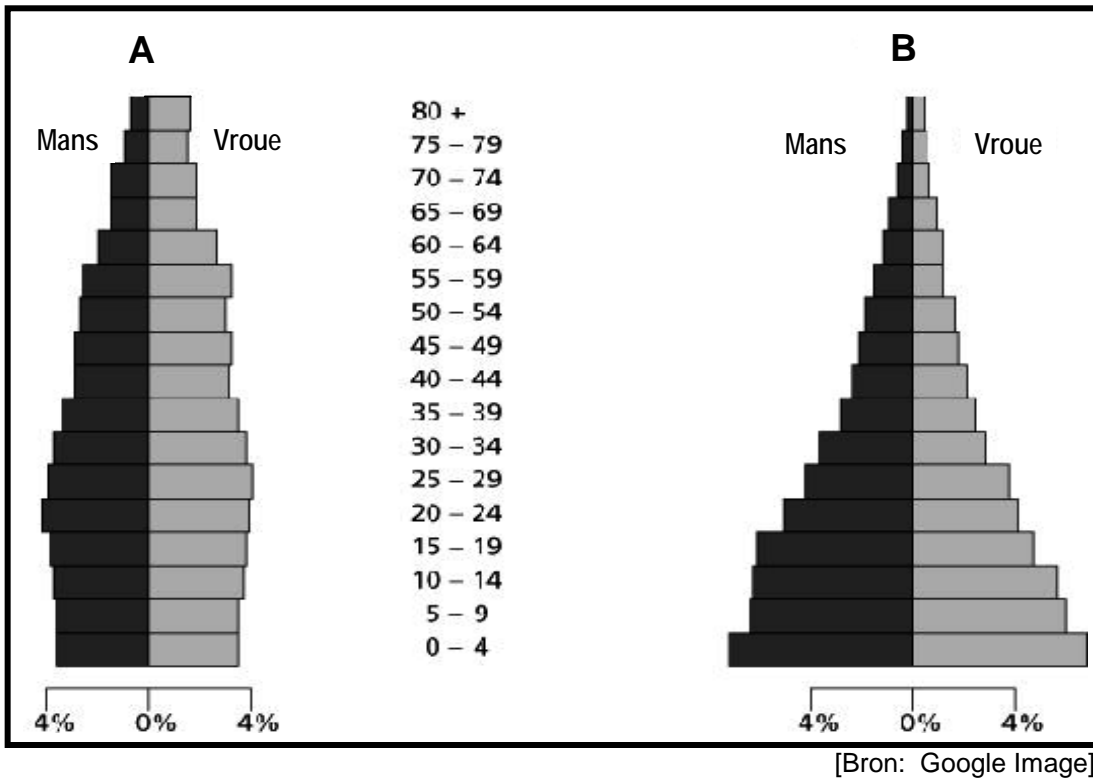 A
B
Mans
Vroue
80 +
75 – 79
70 – 74
65 – 69
60 – 64
55 – 59
50 – 54
45 – 49
40 – 44
35 – 39
30 – 34
25 – 29
20 – 24
15 – 19
10 – 14
5 – 9
0 – 4
Mans
Vroue
4% 0% 4%
4% 0% 4%
[Bron: Google Image]